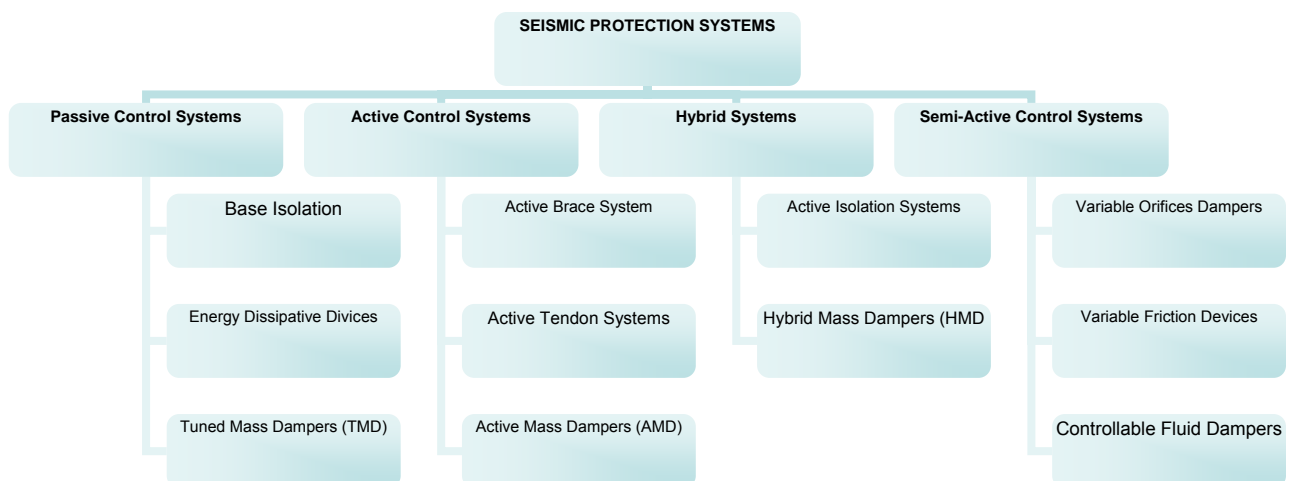 SEISMIC PROTECTION SYSTEMS
Passive Control Systems
Active Control Systems
Hybrid Systems
Semi-Active Control Systems
Base Isolation
Active Brace System
Active Isolation Systems
Variable Orifices Dampers
Energy Dissipative Divices
Active Tendon Systems
Hybrid Mass Dampers (HMD
Variable Friction Devices
Tuned Mass Dampers (TMD)
Active Mass Dampers (AMD)
Controllable Fluid Dampers